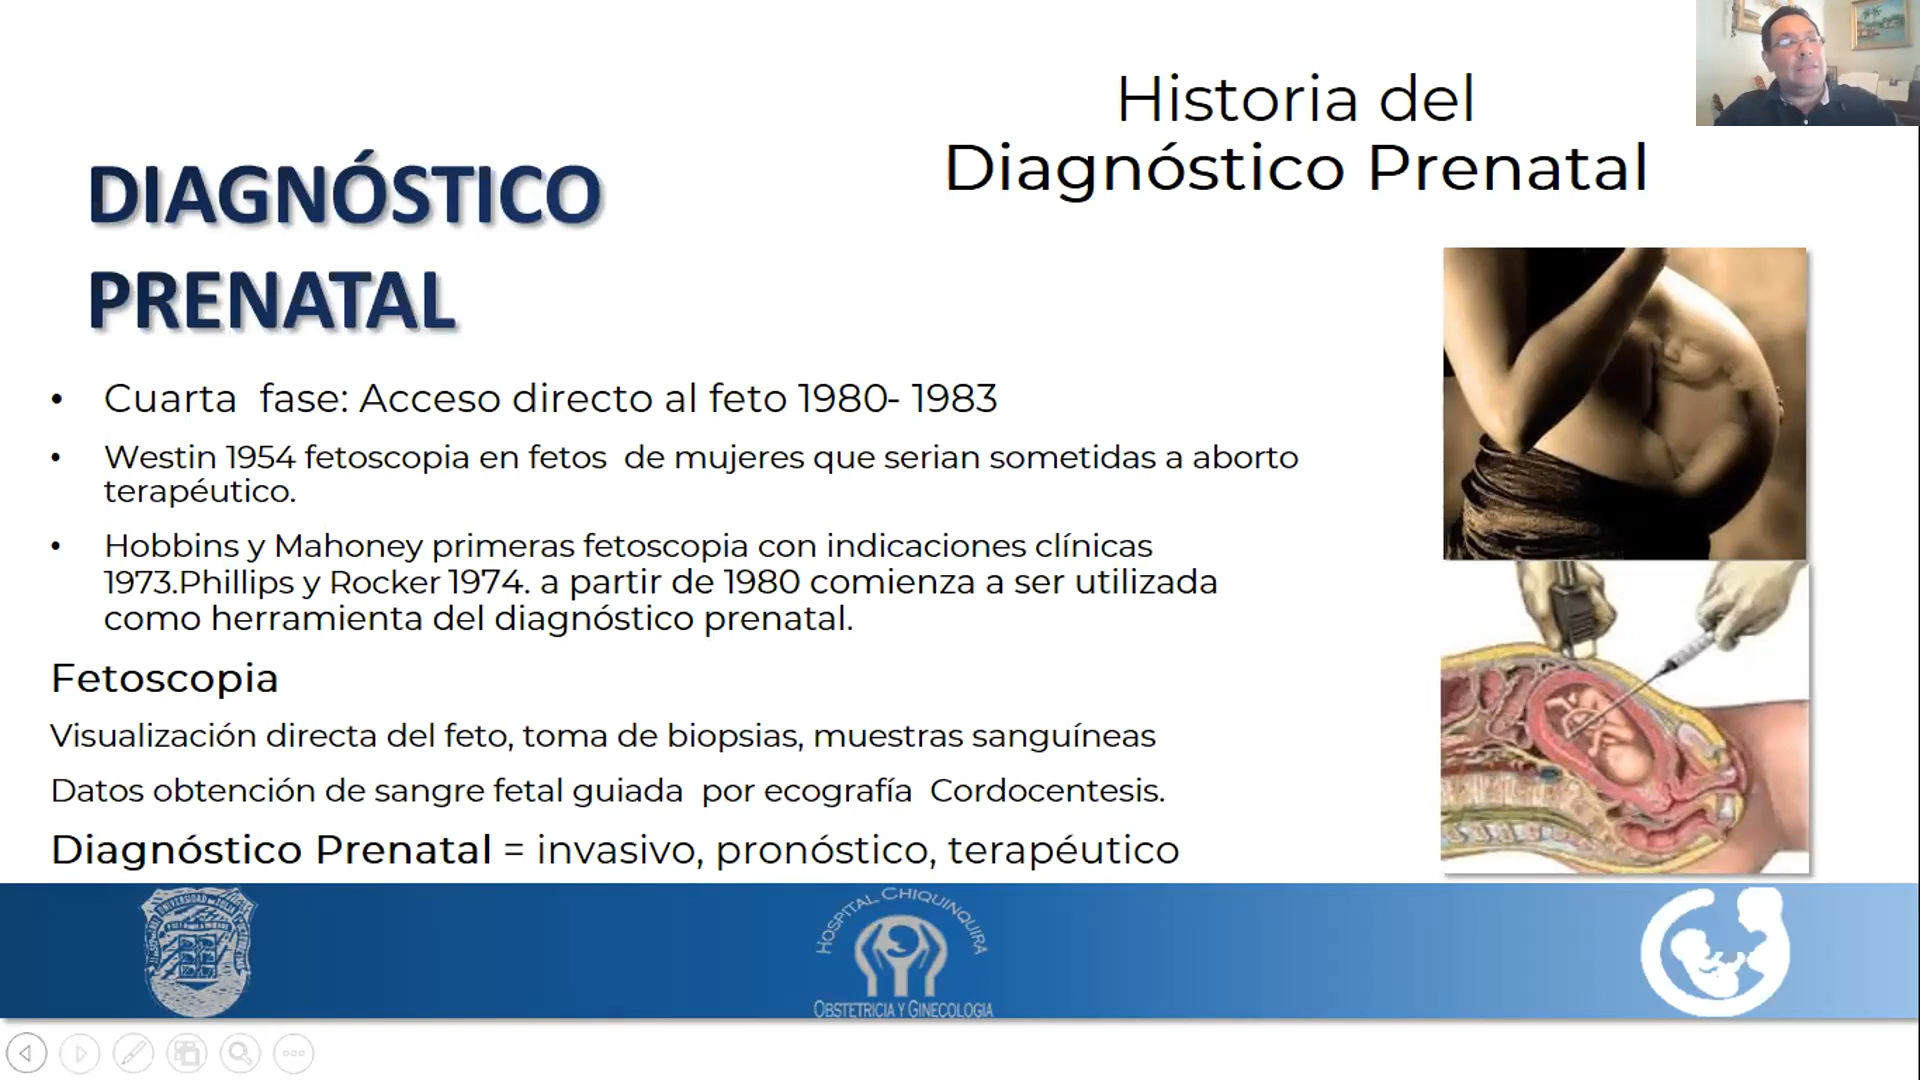 Historia del
Diagnóstico Prenatal
DIAGNÓSTICO
PRENATAL
• Cuarta fase: Acceso directo al feto 1980- 1983
• Westin 1954 fetoscopia en fetos de mujeres que serian sometidas a aborto
terapéutico.
• Hobbins y Mahoney primeras fetoscopia con indicaciones clínicas
1973.Phillips y Rocker 1974. a partir de 1980 comienza a ser utilizada
como herramienta del diagnóstico prenatal.
Fetoscopia
Visualización directa del feto, toma de biopsias, muestras sanguíneas
Datos obtención de sangre fetal guiada por ecografía Cordocentesis.
Diagnóstico Prenatal = invasivo, pronóstico, terapéutico
HOSPITAL CHIQUINQUIRA
OBSTETRICIA Y GINECOLOGIA